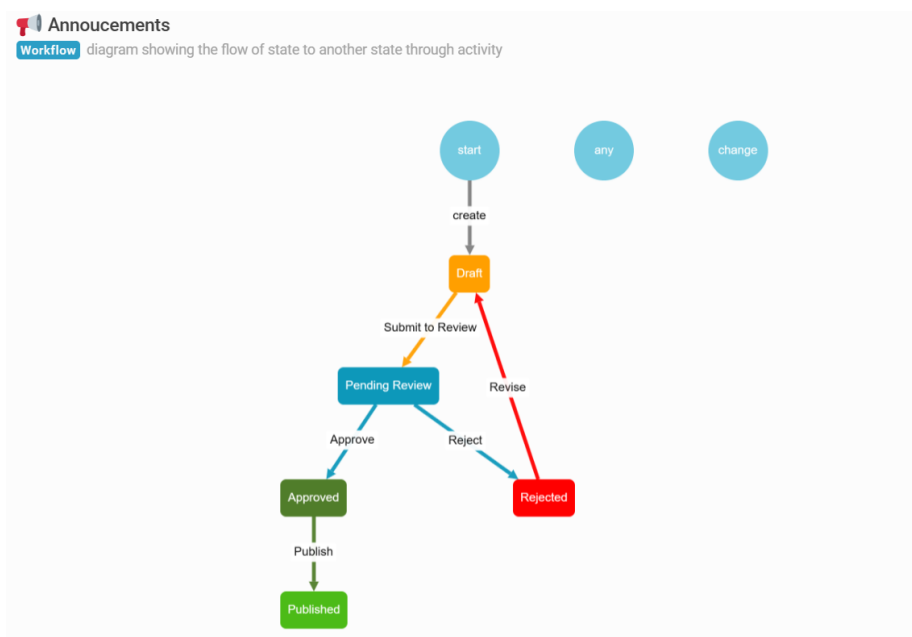 Annoucements
Workflow diagram showing the flow of state to another state through activity
start any change
create
Draft
Submit to Review
Pending Review
Revise
Approve Reject
Approved Rejected
Publish
Published